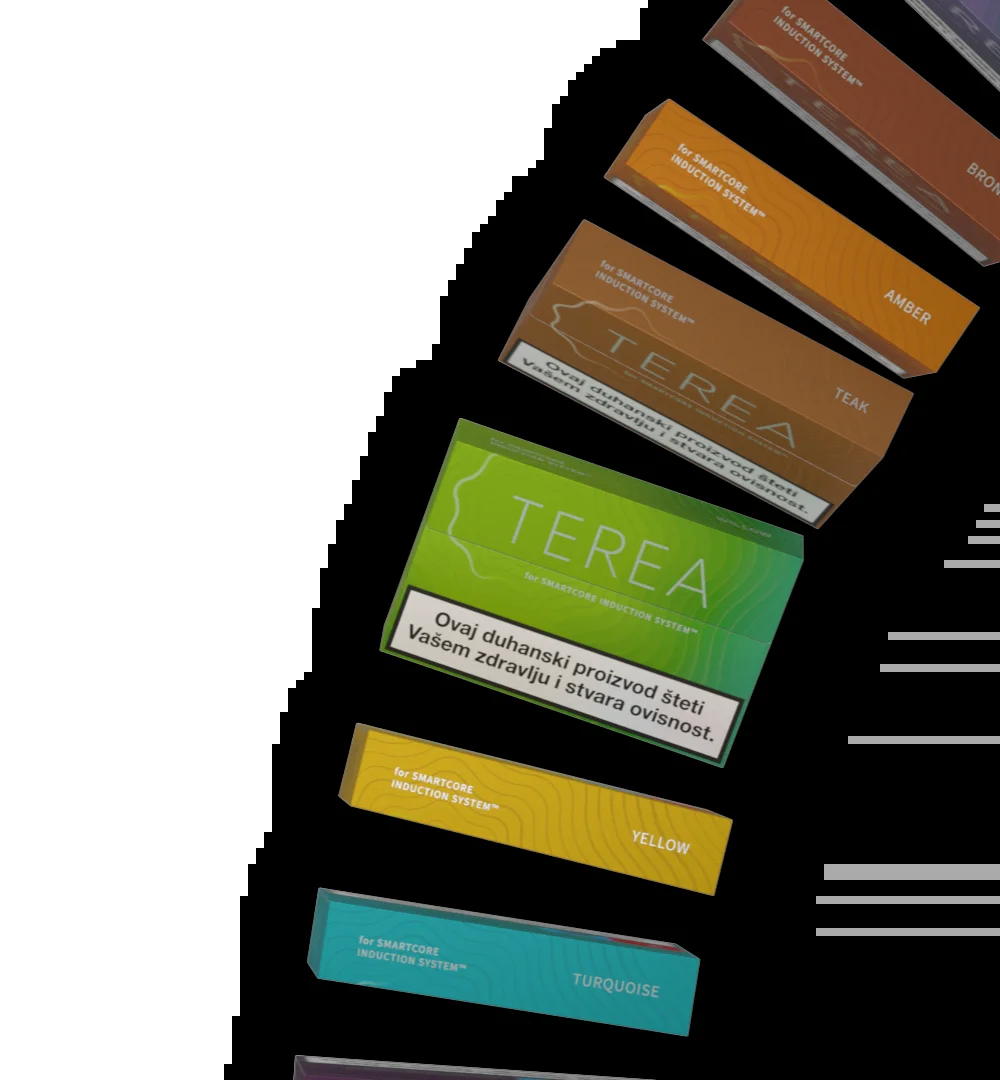 for SMARTCORE
INDUCTION SYSTEM™
TEREA
for SMARTCORE
INDUCTION SYSTEM™
AMBER
for SMARTCORE
INDUCTION SYSTEM™
TEAK
TEREA
Ovaj duhanski proizvod šteti
Vašem zdravlju i stvara ovisnost.
TEREA
for SMARTCORE INDUCTION SYSTEM™
Ovaj duhanski proizvod šteti
Vašem zdravlju i stvara ovisnost.
for SMARTCORE
INDUCTION SYSTEM™
YELLOW
for SMARTCORE
INDUCTION SYSTEM™
TURQUOISE